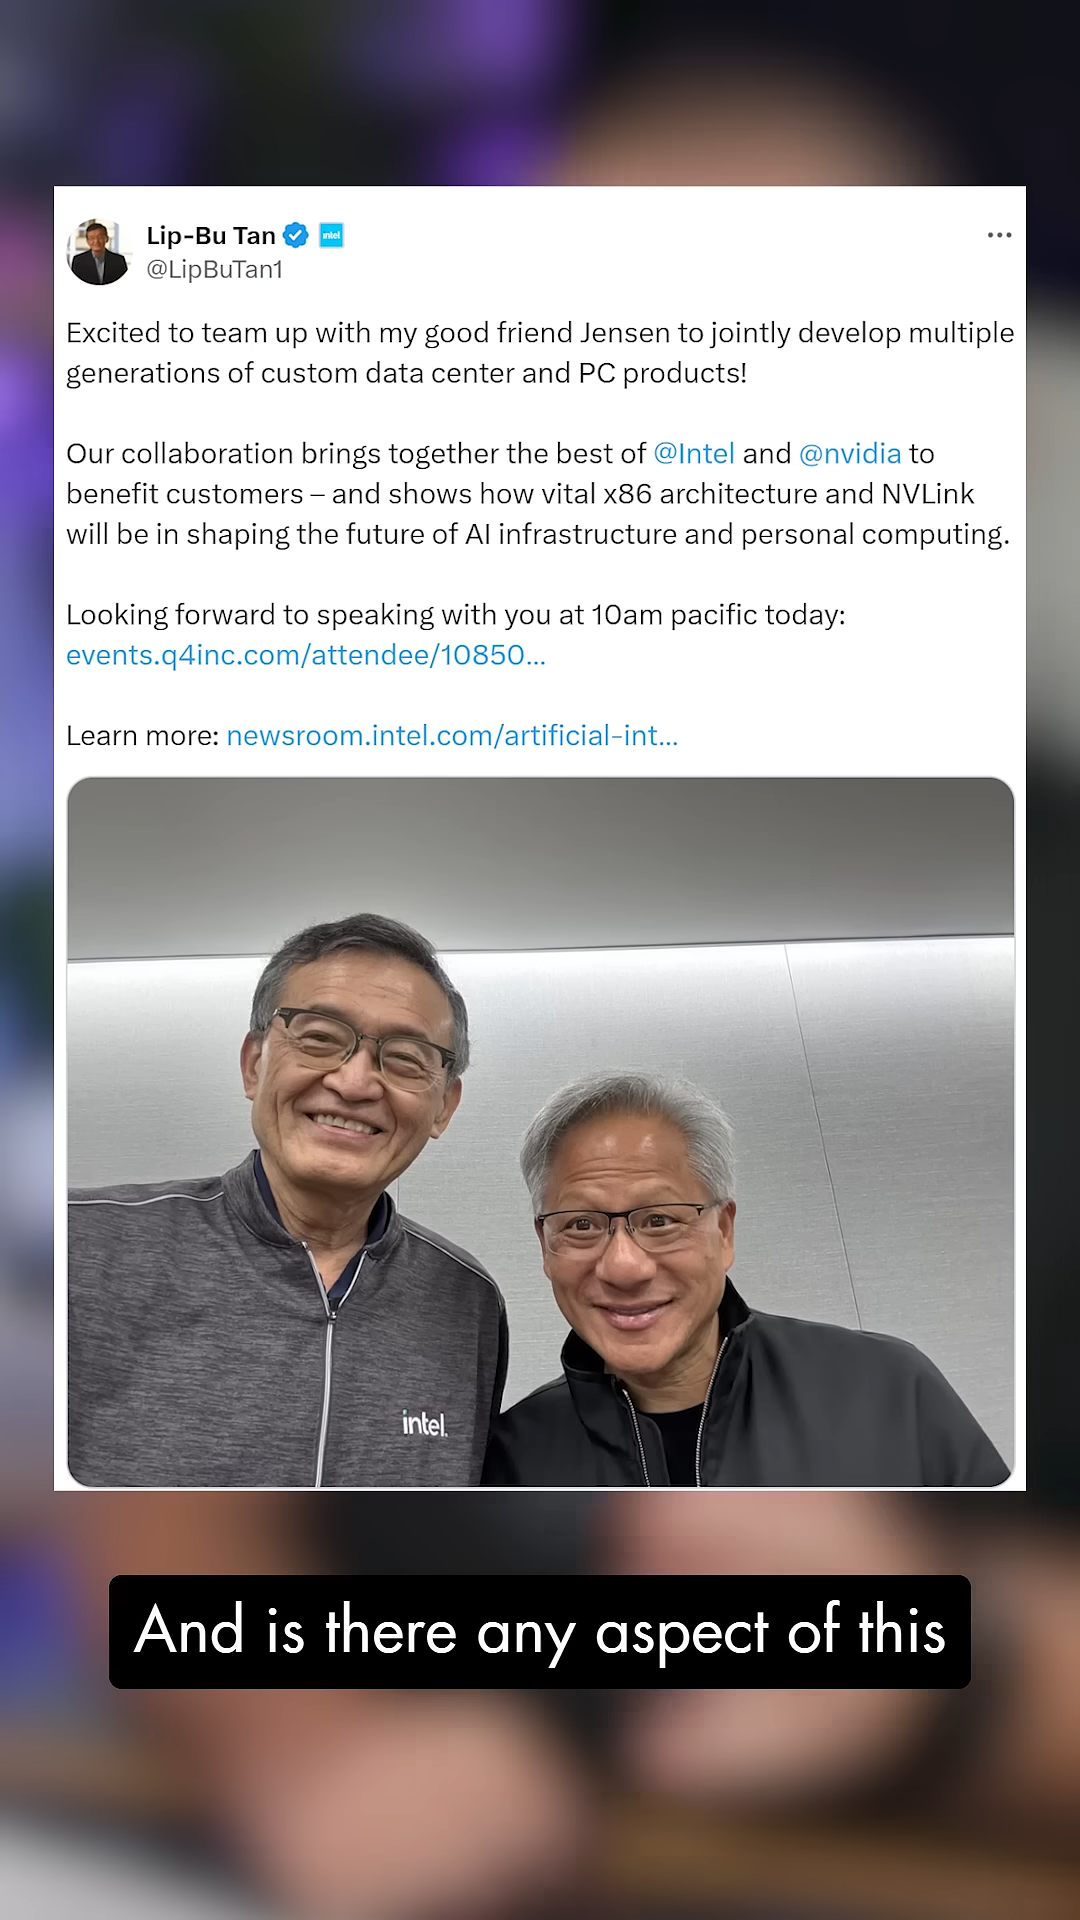 Lip-Bu Tan intel
@LipBuTan1
Excited to team up with my good friend Jensen to jointly develop multiple
generations of custom data center and PC products!
Our collaboration brings together the best of @Intel and @nvidia to
benefit customers – and shows how vital x86 architecture and NVLink
will be in shaping the future of AI infrastructure and personal computing.
Looking forward to speaking with you at 10am pacific today:
events.q4inc.com/attendee/10850...
Learn more: newsroom.intel.com/artificial-int...
intel.
And is there any aspect of this